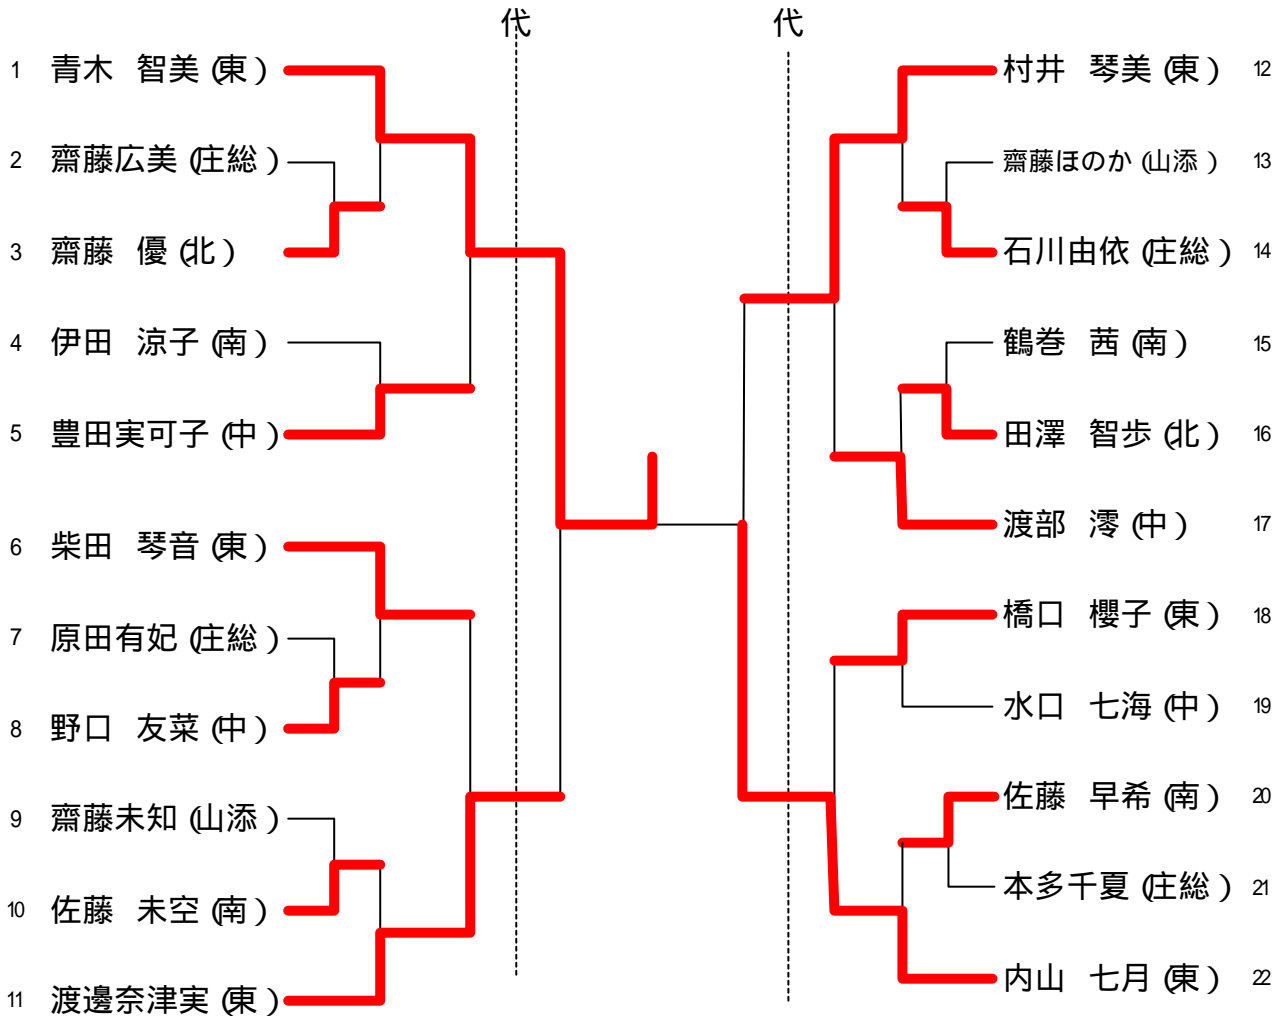 代 代
1 青木 智美 (東)
2 齋藤広美 (庄総)
3 齋藤 優 (北)
4 伊田 涼子 (南)
5 豊田実可子 (中)
6 柴田 琴音 (東)
7 原田有妃 (庄総)
8 野口 友菜 (中)
9 齋藤未知 (山添)
10 佐藤 未空 (南)
11 渡邊奈津実 (東)
村井 琴美 (東) 12
齋藤ほのか (山添) 13
石川由依 (庄総) 14
鶴巻 茜 (南) 15
田澤 智歩 (北) 16
渡部 澪 (中) 17
橋口 櫻子 (東) 18
水口 七海 (中) 19
佐藤 早希 (南) 20
本多千夏 (庄総) 21
内山 七月 (東) 22